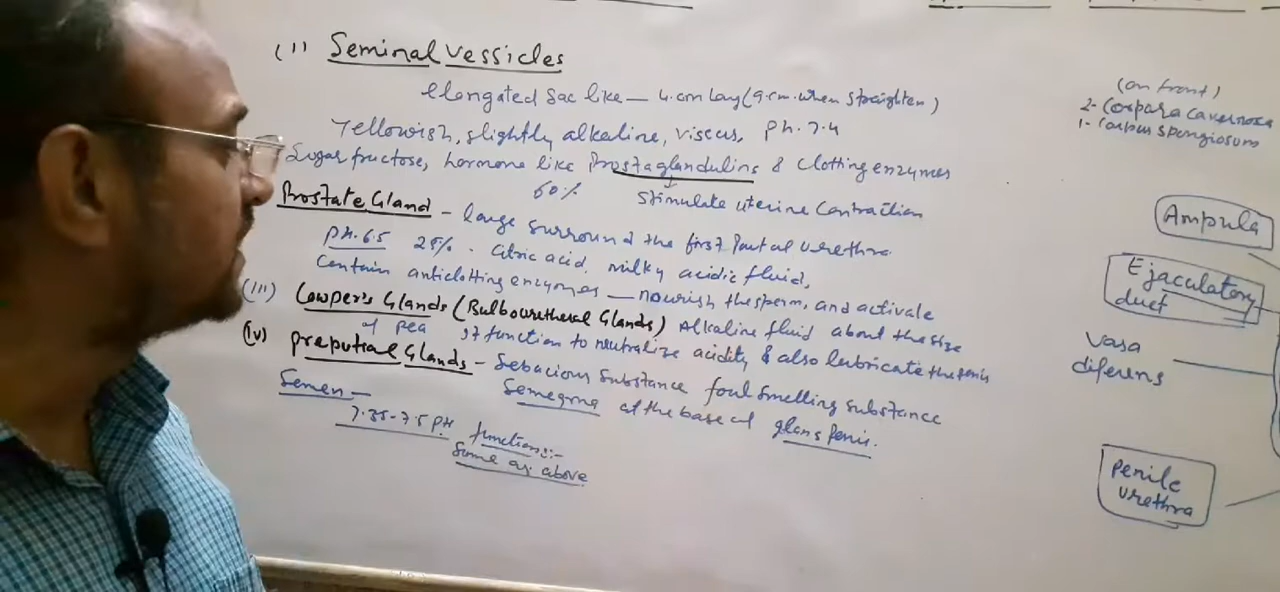 (i) Seminal vessicles
elongated sac like — 4.cm long (9.cm. when straighten)
Yellowish, slightly alkaline, viscus, ph. 7.4
Sugar fructose, hormone like Prostaglandulins & clotting enzymes
60%
stimulate uterine contraction
Prostate Gland - large surround the first part of urethra
ph. 6.5 citric acid, milky acidic fluid,
Contain anticlotting enzymes — nourish the sperm, and activate
(iii) Cowper's Glands (Bulbourethral Glands) Alkaline fluid about the size
of pea, it function to neutralize acidity & also lubricate the penis
(iv) preputial Glands - Sebacious substance foul smelling substance
Semegma at the base of glans penis.
Semen —
7.35-7.5 pH
functions:-
Same as above
(on front)
2- Corpora cavernosa
1- Corpus spongiosum
Ampula
Ejaculatory
duct
vasa
diferens
penile
urethra